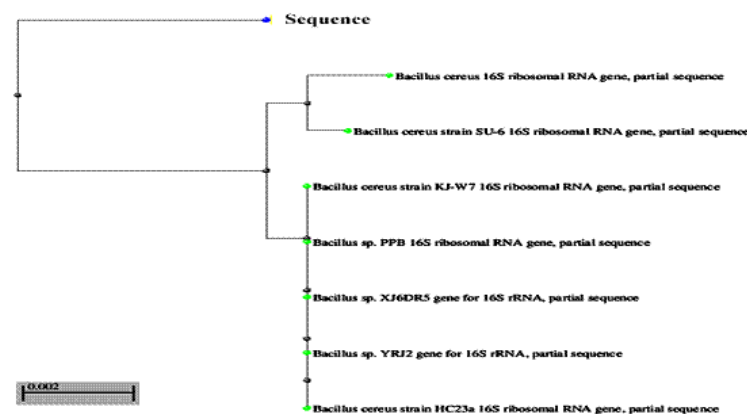 Sequence
Bacillus cereus 16S ribosomal RNA gene, partial sequence
Bacillus cereus strain SU-6 16S ribosomal RNA gene, partial sequence
Bacillus cereus strain KJ-W7 16S ribosomal RNA gene, partial sequence
Bacillus sp. PPB 16S ribosomal RNA gene, partial sequence
Bacillus sp. XJ6DR5 gene for 16S rRNA, partial sequence
Bacillus sp. YRJ2 gene for 16S rRNA, partial sequence
0.002
Bacillus cereus strain HC23a 16S ribosomal RNA gene, partial sequence